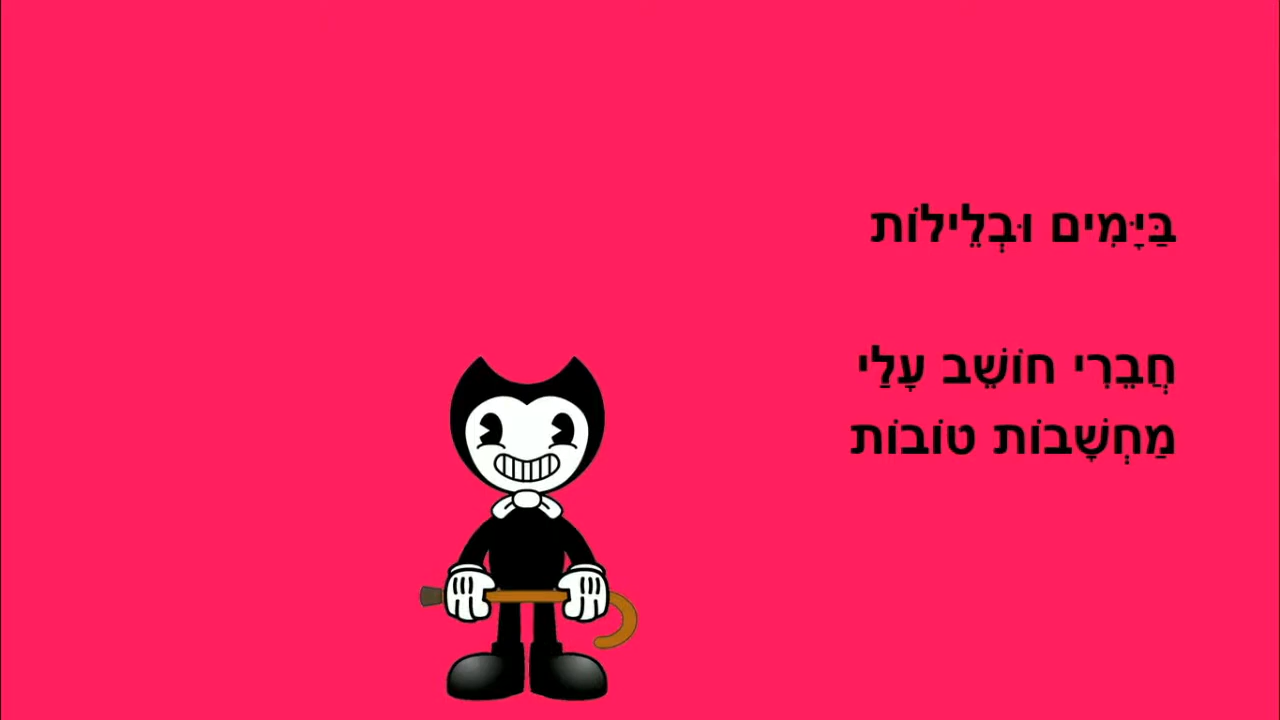 בַּיָּמִים וּבְלֵילוֹת
חֲבֵרִי חוֹשֵׁב עָלַי
מַחְשָׁבוֹת טוֹבוֹת